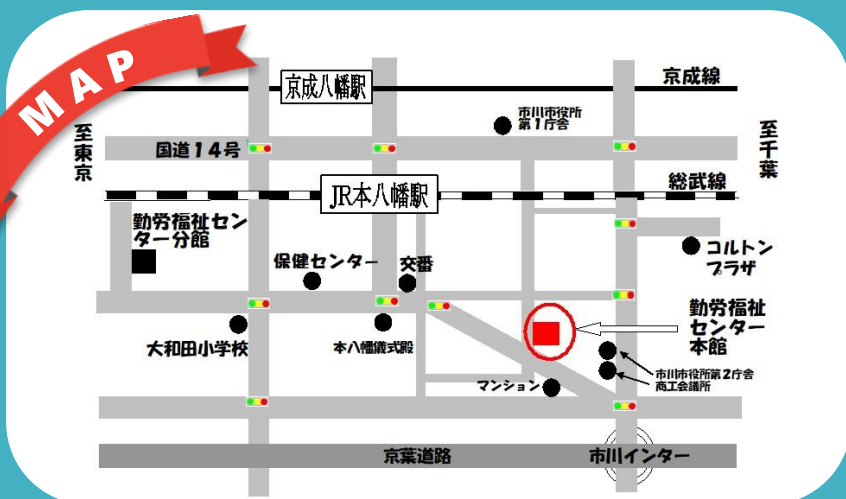 MAP
京成八幡駅
京成線
市川市役所
第1庁舎
至東京
国道14号
至千葉
総武線
JR本八幡駅
勤労福祉セン
ター分館
保健センター
交番
コルトン
プラザ
勤労福祉
センター
本館
大和田小学校
本八幡儀式殿
市川市役所第2庁舎
商工会議所
マンション
京葉道路
市川インター